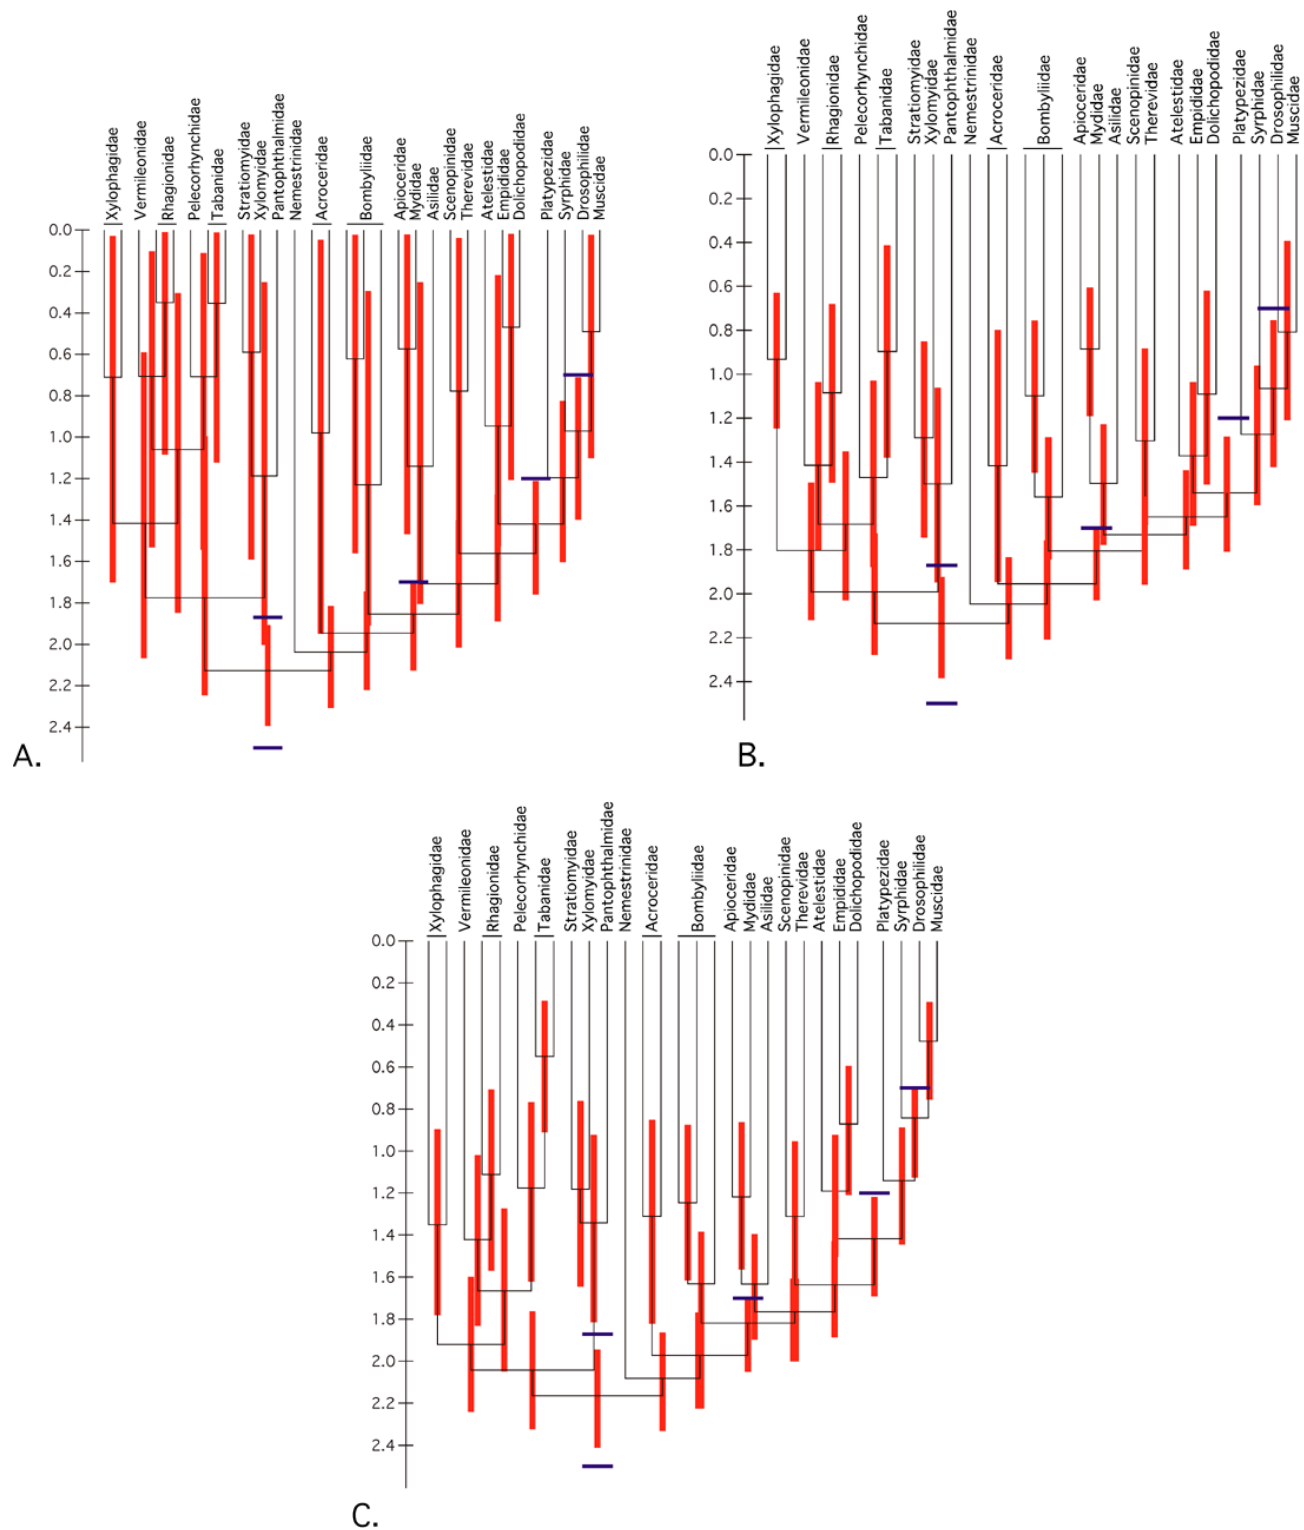 Xylophagidae
Vermileonidae
Rhagionidae
Pelecorhynchidae
Tabanidae
Stratiomyidae
Xylomyidae
Pantophthalmidae
Nemestrinidae
Acroceridae
Bombyliidae
Apioceridae
Mydidae
Asilidae
Scenopinidae
Therevidae
Atelestidae
Empididae
Dolichopodidae
Platypezidae
Syrphidae
Drosophilidae
Muscidae
0.0
0.2
0.4
0.6
0.8
1.0
1.2
1.4
1.6
1.8
2.0
2.2
2.4
A.
Xylophagidae
Vermileonidae
Rhagionidae
Pelecorhynchidae
Tabanidae
Stratiomyidae
Xylomyidae
Pantophthalmidae
Nemestrinidae
Acroceridae
Bombyliidae
Apioceridae
Mydidae
Asilidae
Scenopinidae
Therevidae
Atelestidae
Empididae
Dolichopodidae
Platypezidae
Syrphidae
Drosophilidae
Muscidae
0.0
0.2
0.4
0.6
0.8
1.0
1.2
1.4
1.6
1.8
2.0
2.2
2.4
B.
Xylophagidae
Vermileonidae
Rhagionidae
Pelecorhynchidae
Tabanidae
Stratiomyidae
Xylomyidae
Pantophthalmidae
Nemestrinidae
Acroceridae
Bombyliidae
Apioceridae
Mydidae
Asilidae
Scenopinidae
Therevidae
Atelestidae
Empididae
Dolichopodidae
Platypezidae
Syrphidae
Drosophilidae
Muscidae
0.0
0.2
0.4
0.6
0.8
1.0
1.2
1.4
1.6
1.8
2.0
2.2
2.4
C.